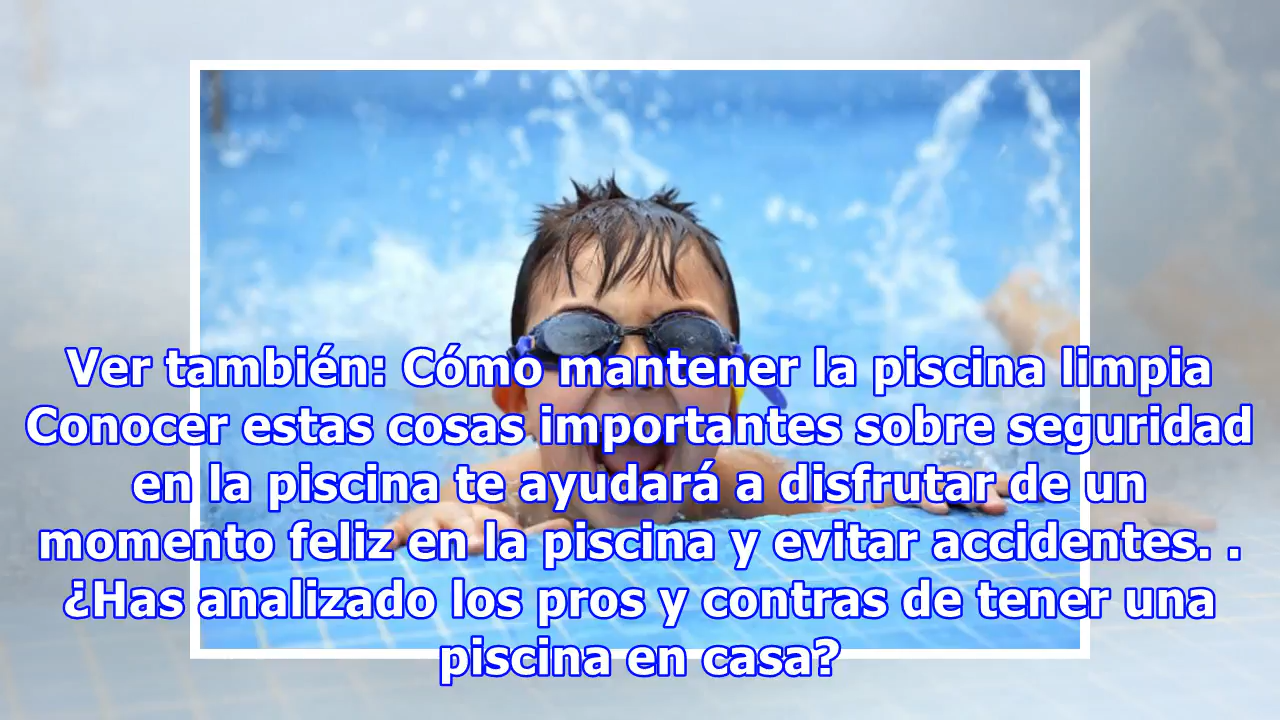 Ver también: Cómo mantener la piscina limpia
Conocer estas cosas importantes sobre seguridad
en la piscina te ayudará a disfrutar de un
momento feliz en la piscina y evitar accidentes. .
¿Has analizado los pros y contras de tener una
piscina en casa?